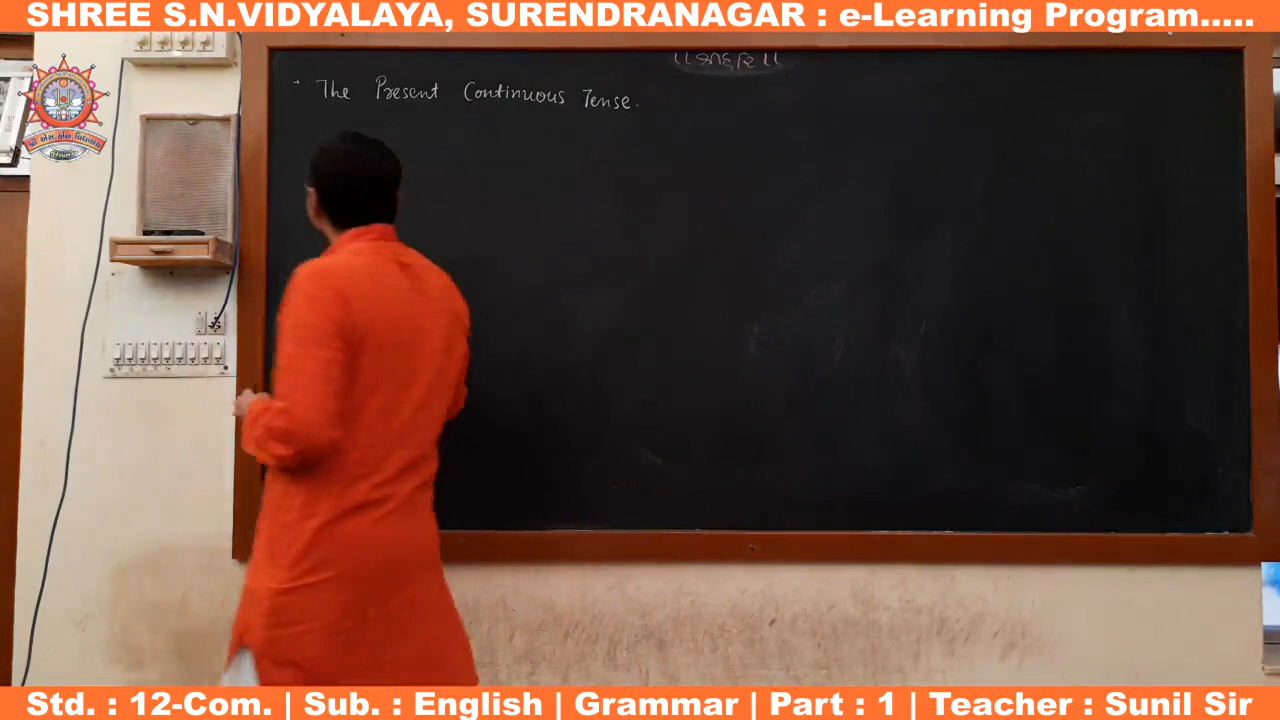 SHREE S.N.VIDYALAYA, SURENDRANAGAR : e-Learning Program.....
The Present Continuous Tense.
Std. : 12-Com. | Sub. : English | Grammar | Part : 1 | Teacher : Sunil Sir